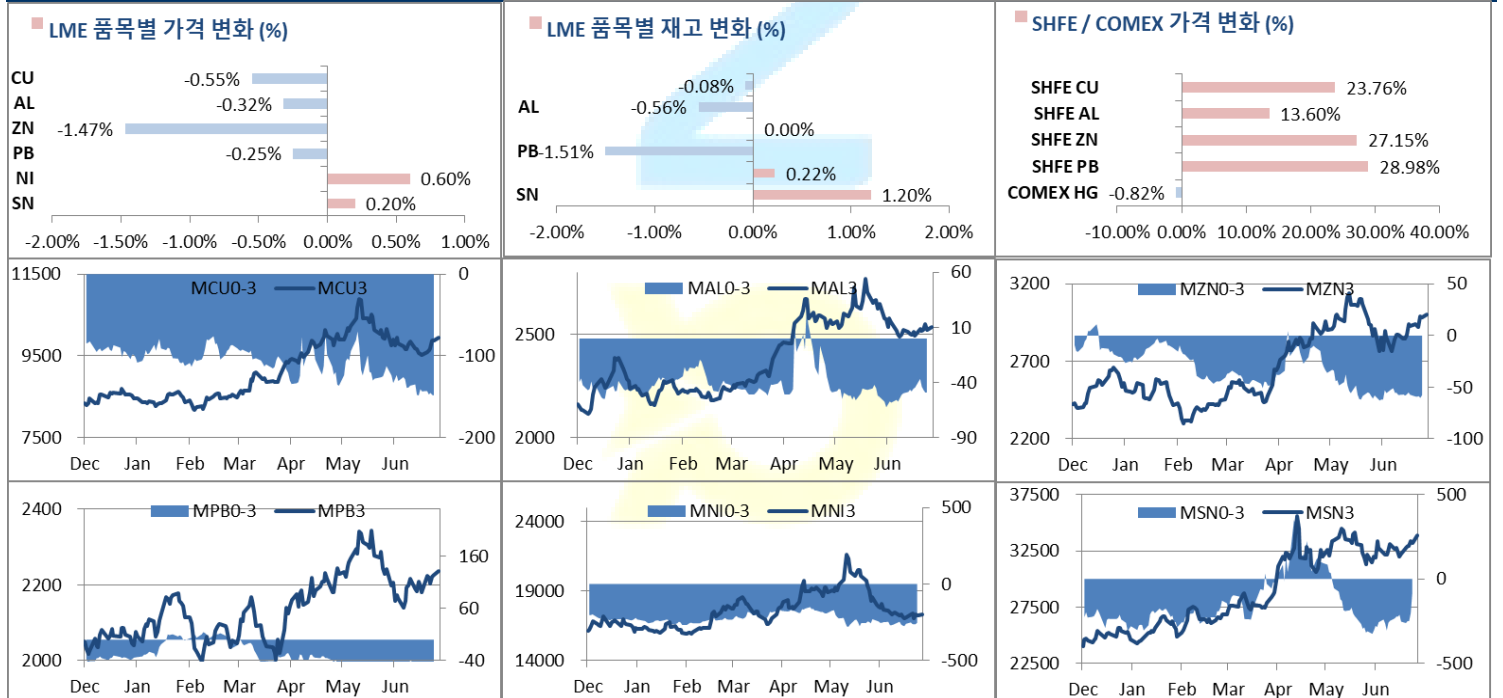 LME 품목별 가격 변화 (%)
CU
-0.55%
AL
-0.32%
ZN
-1.47%
PB
-0.25%
NI
0.60%
SN
0.20%
-2.00% -1.50% -1.00% -0.50% 0.00% 0.50% 1.00%
LME 품목별 재고 변화 (%)
-0.08%
AL
-0.56%
0.00%
PB
-1.51%
0.22%
SN
1.20%
-2.00% -1.00% 0.00% 1.00% 2.00%
SHFE / COMEX 가격 변화 (%)
SHFE CU
23.76%
SHFE AL
13.60%
SHFE ZN
27.15%
SHFE PB
28.98%
COMEX HG
-0.82%
-10.00% 0.00% 10.00% 20.00% 30.00% 40.00%
MCU0-3 MCU3
11500
9500
7500
0
-100
-200
Dec Jan Feb Mar Apr May Jun
MAL0-3 MAL3
2500
2000
60
10
-40
-90
Dec Jan Feb Mar Apr May Jun
MZN0-3 MZN3
3200
2700
2200
50
0
-50
-100
Dec Jan Feb Mar Apr May Jun
MPB0-3 MPB3
2400
2200
2000
160
60
-40
Dec Jan Feb Mar Apr May Jun
MNI0-3 MNI3
24000
19000
14000
500
0
-500
Dec Jan Feb Mar Apr May Jun
MSN0-3 MSN3
37500
32500
27500
22500
500
0
-500
Dec Jan Feb Mar Apr May Jun